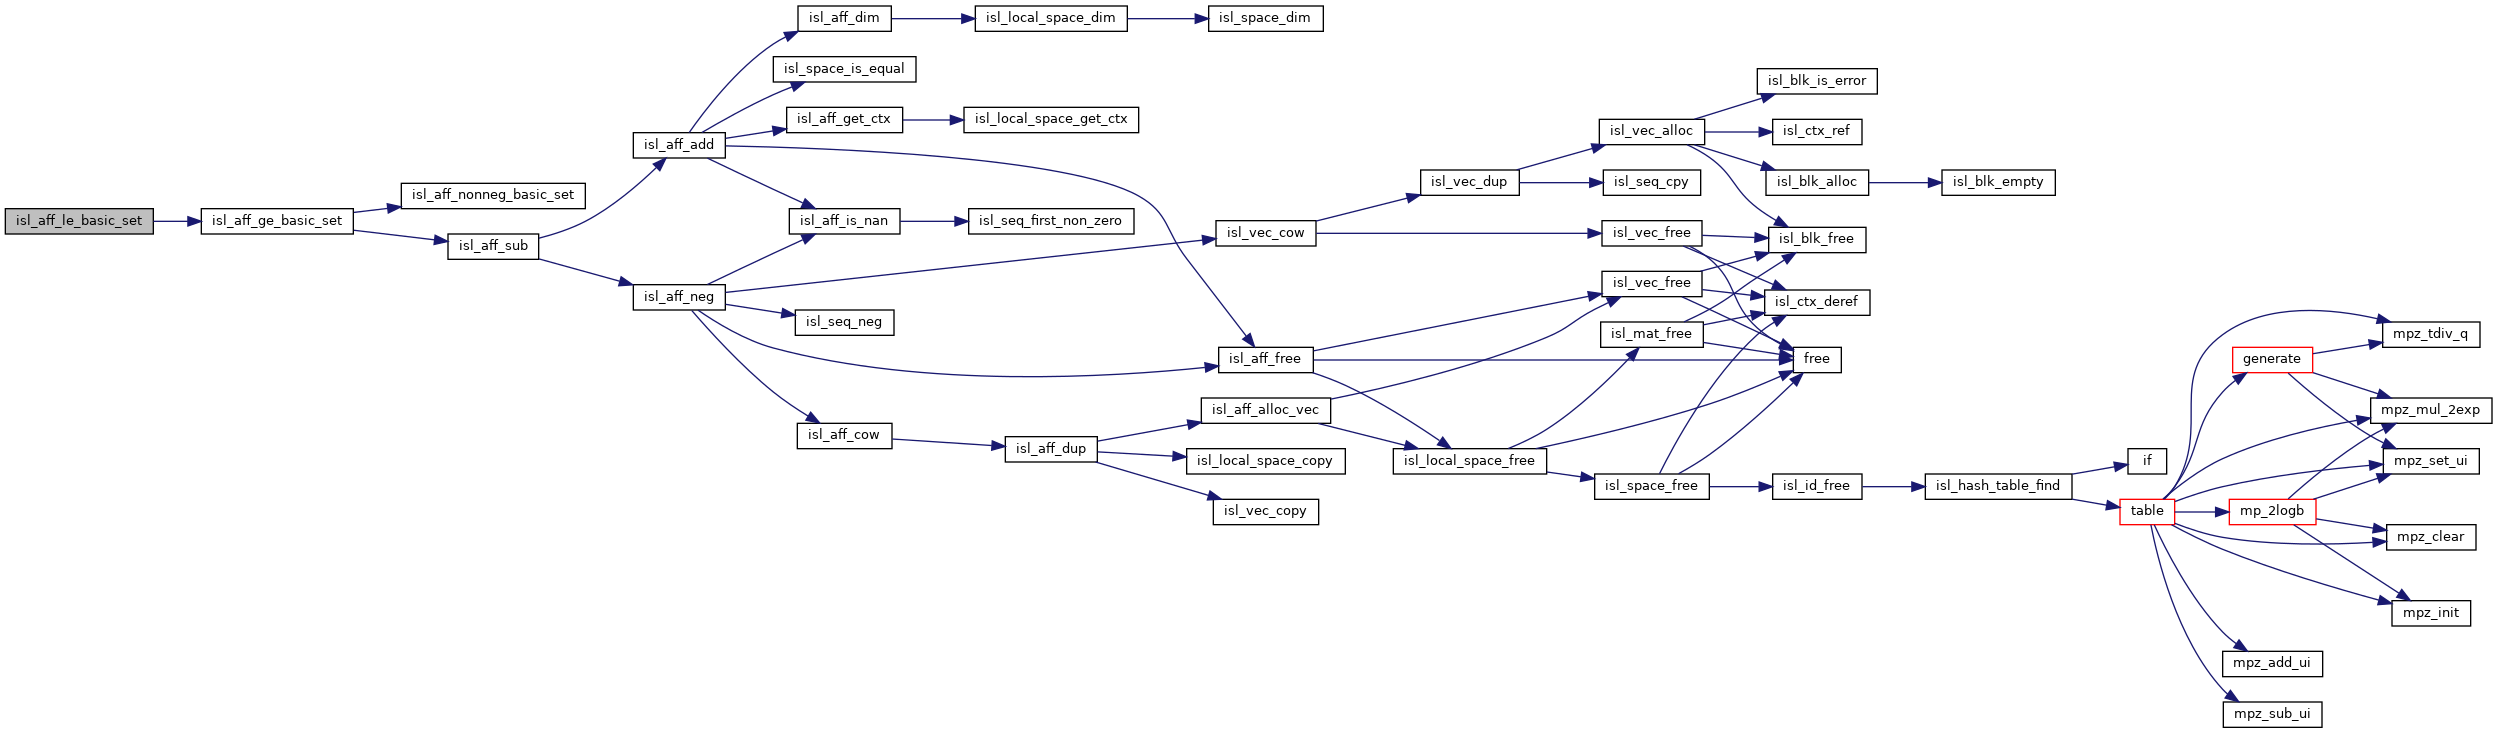 isl_aff_le_basic_set
isl_aff_ge_basic_set
isl_aff_nonneg_basic_set
isl_aff_sub
isl_aff_add
isl_aff_neg
isl_aff_dim
isl_space_is_equal
isl_aff_get_ctx
isl_aff_is_nan
isl_seq_neg
isl_aff_cow
isl_local_space_dim
isl_local_space_get_ctx
isl_seq_first_non_zero
isl_aff_dup
isl_space_dim
isl_vec_cow
isl_aff_free
isl_aff_alloc_vec
isl_local_space_copy
isl_vec_copy
isl_vec_dup
isl_local_space_free
isl_vec_alloc
isl_seq_cpy
isl_vec_free
isl_vec_free
isl_mat_free
isl_space_free
isl_blk_is_error
isl_ctx_ref
isl_blk_alloc
isl_blk_free
isl_ctx_deref
free
isl_id_free
isl_blk_empty
isl_hash_table_find
if
table
generate
mp_2logb
mpz_add_ui
mpz_sub_ui
mpz_tdiv_q
mpz_mul_2exp
mpz_set_ui
mpz_clear
mpz_init